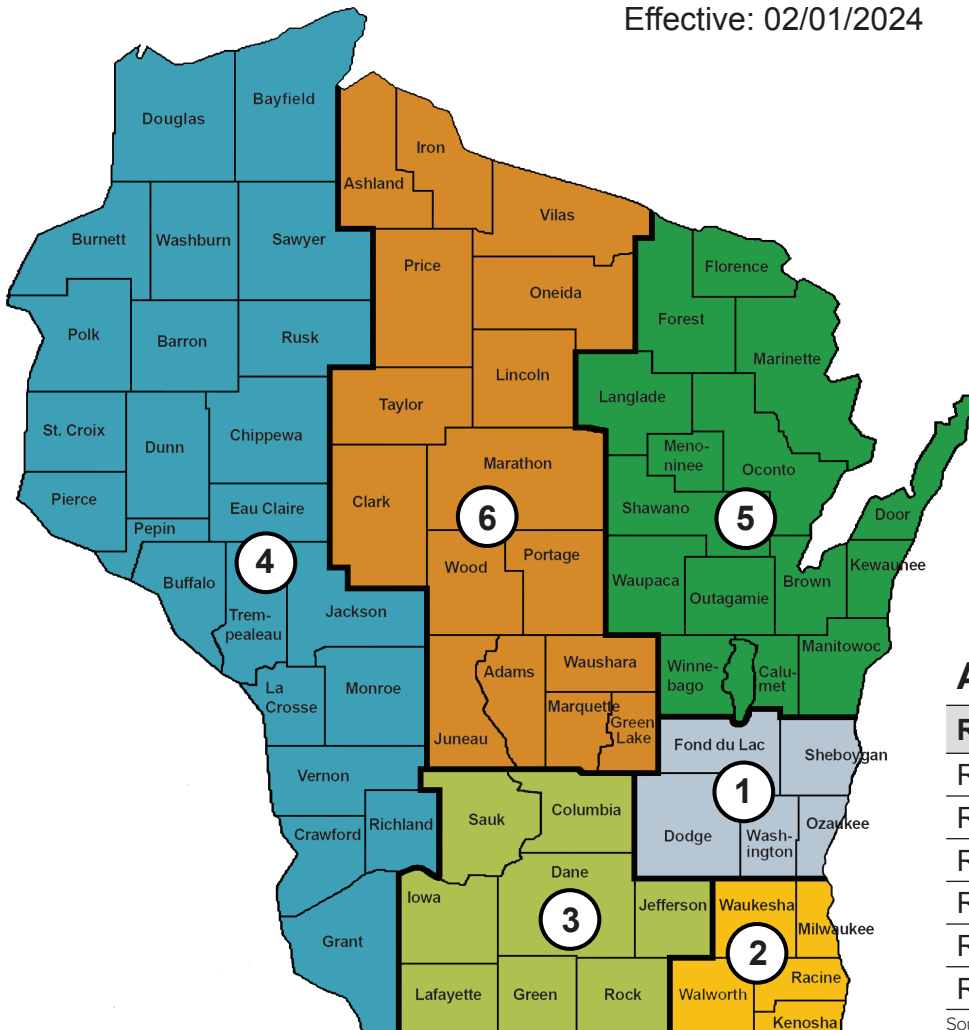 Effective: 02/01/2024
Bayfield
Douglas
Iron
Ashland
Vilas
Burnett
Washburn
Sawyer
Price
Florence
Oneida
Forest
Polk
Barron
Rusk
Marinette
Lincoln
Langlade
Taylor
St. Croix
Dunn
Chippewa
Meno-
ninee
Marathon
Oconto
Pierce
Clark
6
Eau Claire
Shawano
5
Door
Pepin
4
Wood
Portage
Kewaunee
Buffalo
Waupaca
Brown
Outagamie
Jackson
Trem-
pealeau
Manitowoc
Adams
Waushara
Winne-
bago
Calu-
met
La
Crosse
Monroe
Marquette
Green
Lake
A
Juneau
R
Fond du Lac
Sheboygan
Vernon
R
1
Columbia
Sauk
Richland
Crawford
Ozaukee
R
Dodge
Wash-
ington
R
Dane
Iowa
Jefferson
Waukesha
R
3
Milwaukee
Grant
2
R
Racine
Lafayette
Green
Rock
Walworth
R
Kenosha
Sou